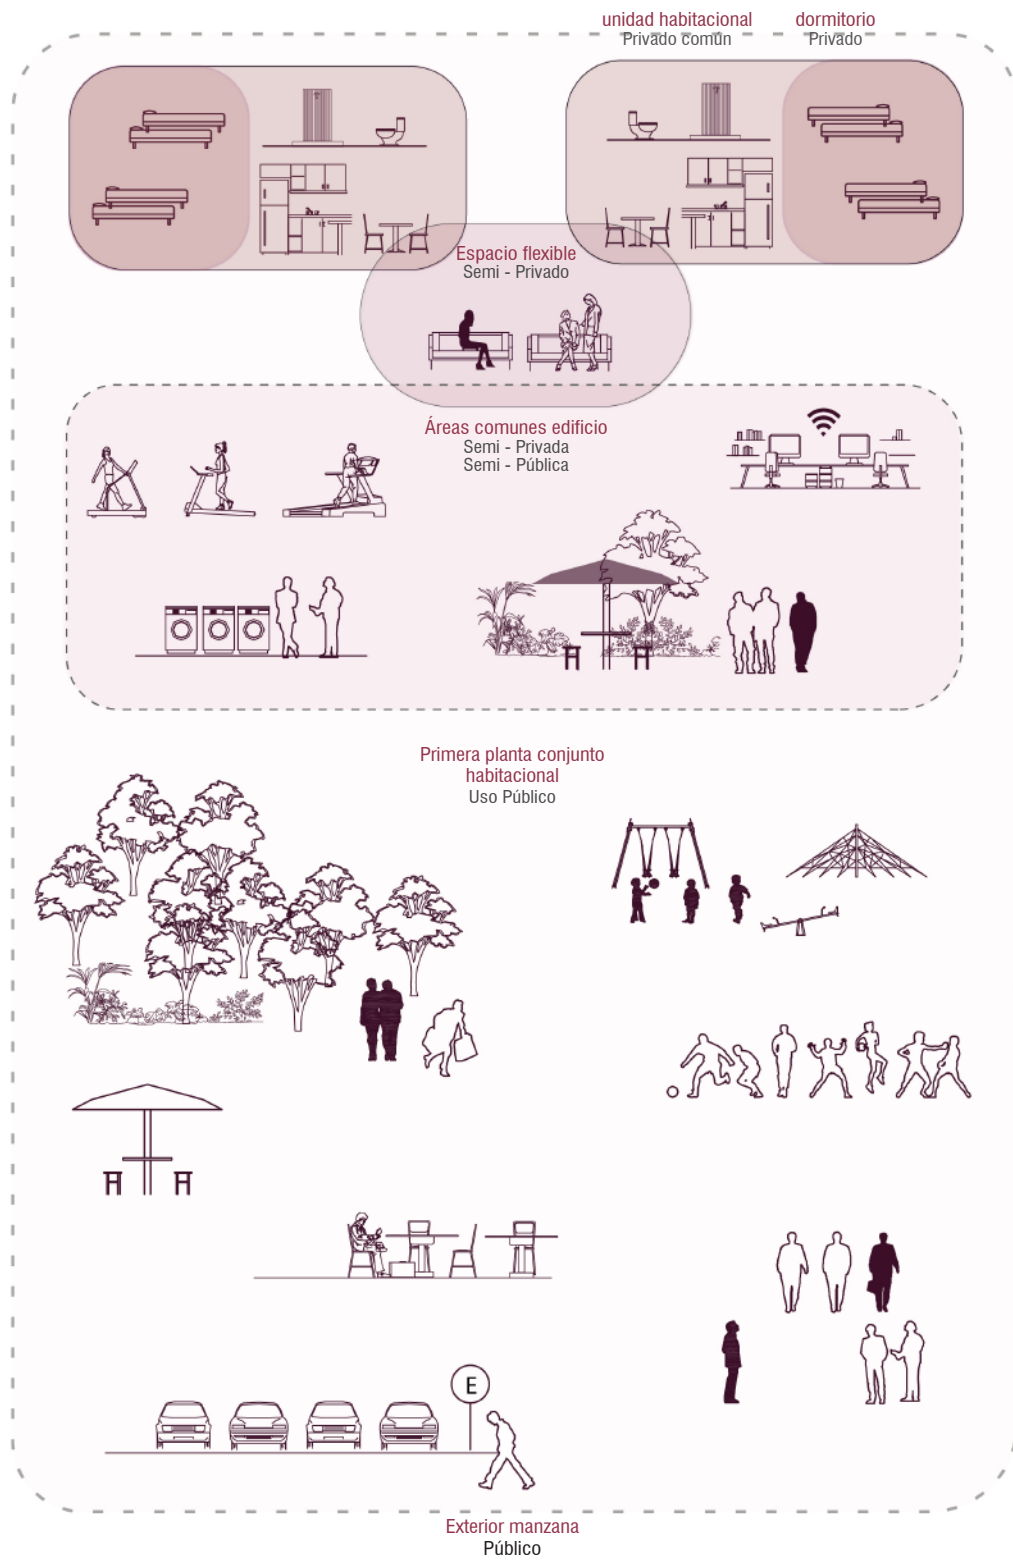 unidad habitacional
Privado común
dormitorio
Privado
Espacio flexible
Semi - Privado
Áreas comunes edificio
Semi - Privada
Semi - Pública
Primera planta conjunto
habitacional
Uso Público
E
Exterior manzana
Público